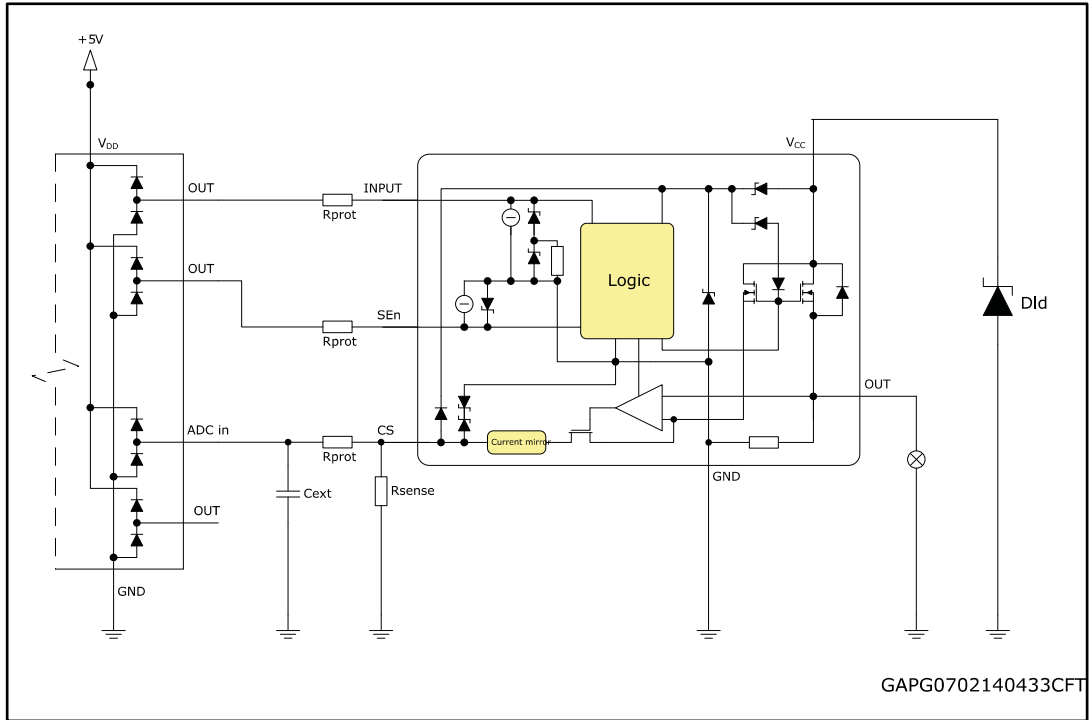 +5V
VDD
VCC
OUT
Rprot
INPUT
Logic
OUT
Rprot
SEn
Dld
OUT
ADC in
Rprot
CS
Current mirror
GND
Cext
Rsense
OUT
GND
GAPG0702140433CFT